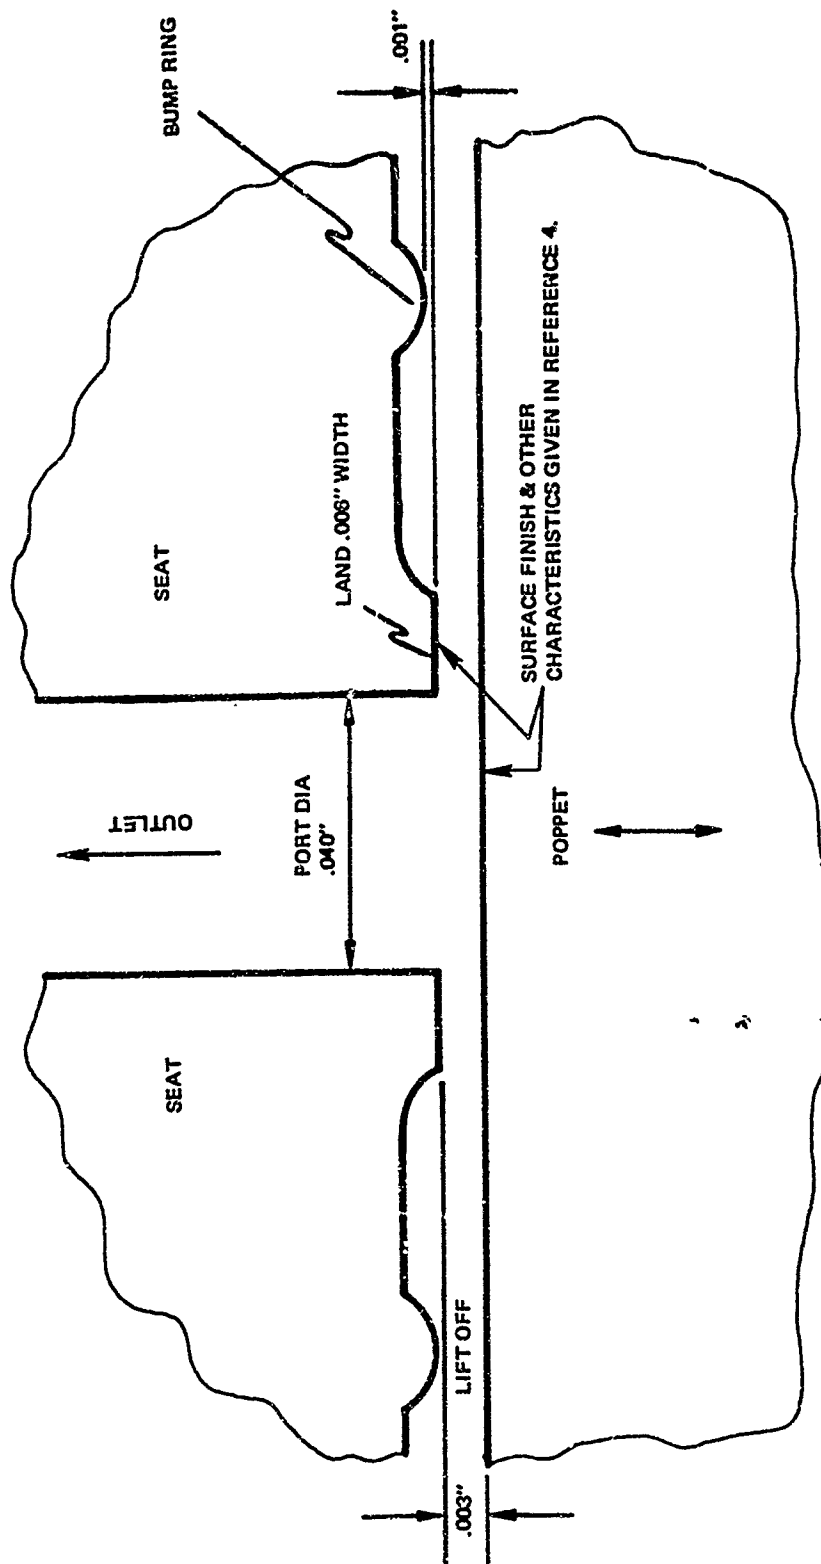 SEAT
OUTLET
SEAT
BUMP RING
.001"
LAND .006" WIDTH
PORT DIA
.040"
LIFT OFF
.003"
SURFACE FINISH & OTHER
CHARACTERISTICS GIVEN IN REFERENCE 4.
POPPET